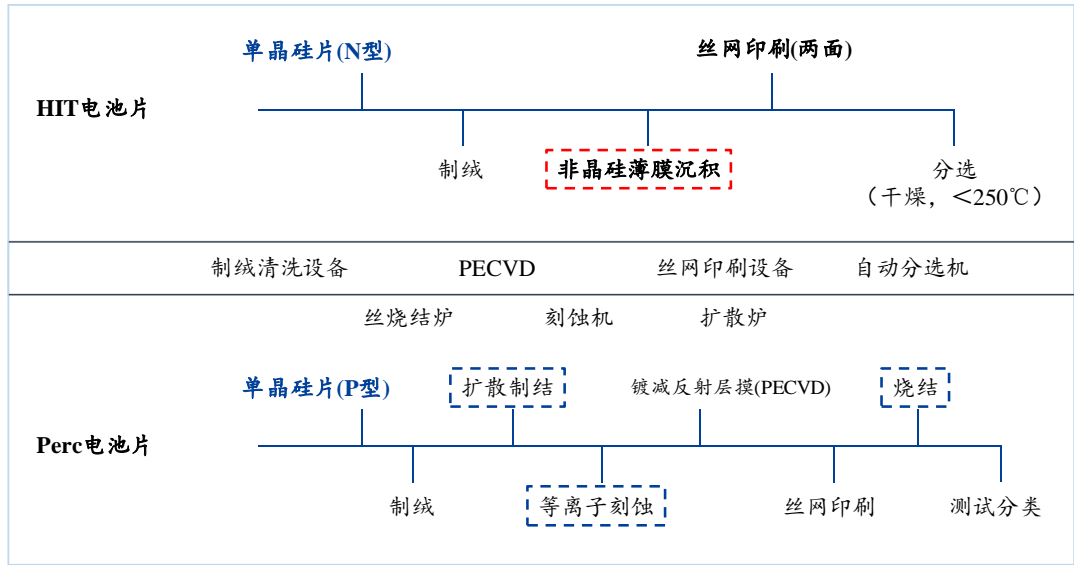 单晶硅片(N型)
丝网印刷(两面)
HIT电池片
制绒
非晶硅薄膜沉积
分选
（干燥，＜250℃）
制绒清洗设备
PECVD
丝网印刷设备
自动分选机
丝烧结炉
刻蚀机
扩散炉
单晶硅片(P型)
扩散制结
镀减反射层摸(PECVD)
烧结
Perc电池片
制绒
等离子刻蚀
丝网印刷
测试分类